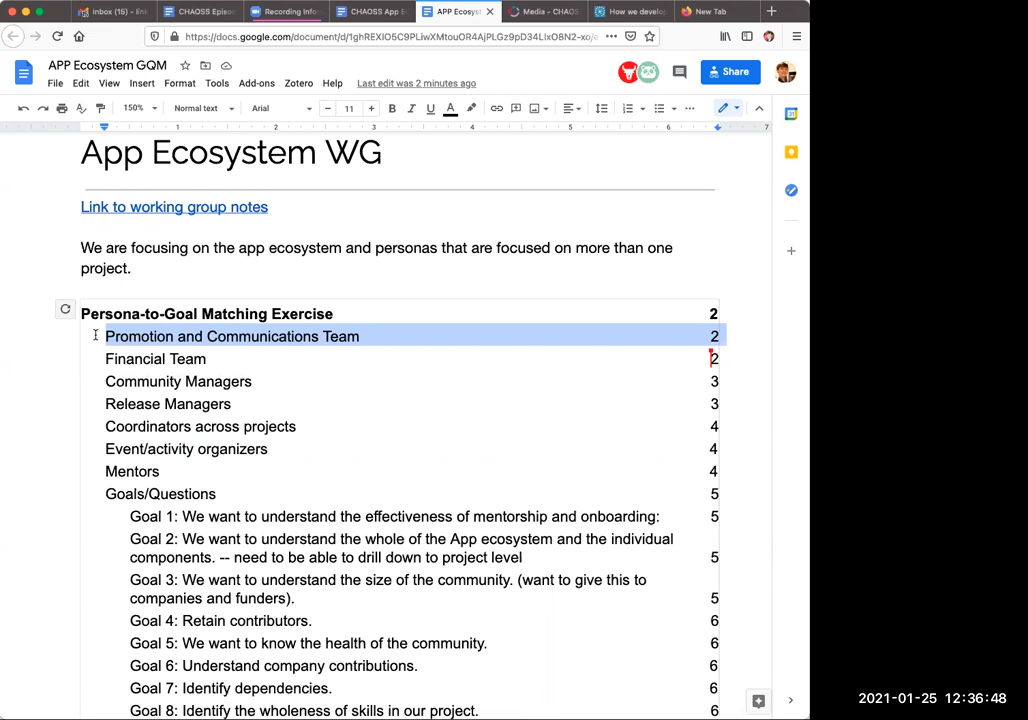 inbox (15) – lin
CHAOSS Episo
Recording Info
CHAOSS App E
APP Ecosyst
Media – CHAO
How we develo
New Tab
https://docs.google.com/document/d/1ghREXIO5C9PLiwXMtouOR4AjPLGz9pD34LIxO8N2-xo/e
APP Ecosystem GQM
File Edit View Insert Format Tools Add-ons Zotero Help Last edit was 2 minutes ago
Share
150% Normal text Arial 11 B I U A
1 2 3 4 5 6 7
App Ecosystem WG
Link to working group notes
We are focusing on the app ecosystem and personas that are focused on more than one
project.
Persona-to-Goal Matching Exercise 2
Promotion and Communications Team 2
Financial Team 2
Community Managers 3
Release Managers 3
Coordinators across projects 4
Event/activity organizers 4
Mentors 4
Goals/Questions 5
Goal 1: We want to understand the effectiveness of mentorship and onboarding: 5
Goal 2: We want to understand the whole of the App ecosystem and the individual
components. -- need to be able to drill down to project level 5
Goal 3: We want to understand the size of the community. (want to give this to
companies and funders). 5
Goal 4: Retain contributors. 6
Goal 5: We want to know the health of the community. 6
Goal 6: Understand company contributions. 6
Goal 7: Identify dependencies. 6
Goal 8: Identify the wholeness of skills in our project. 6
2021-01-25 12:36:48